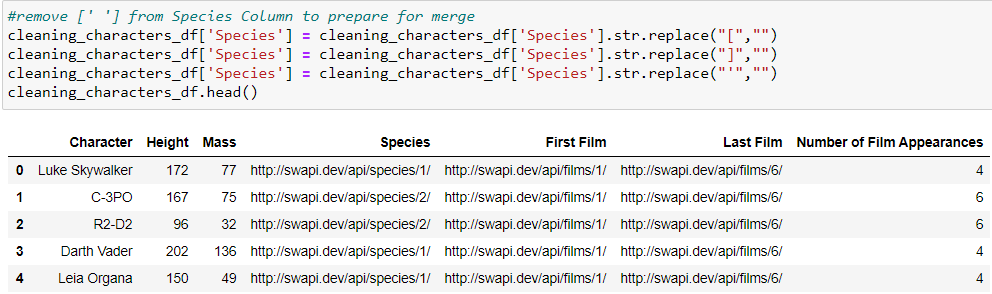 #remove [' '] from Species Column to prepare for merge
cleaning_characters_df['Species'] = cleaning_characters_df['Species'].str.replace("[","")
cleaning_characters_df['Species'] = cleaning_characters_df['Species'].str.replace("]","")
cleaning_characters_df['Species'] = cleaning_characters_df['Species'].str.replace("'","")
cleaning_characters_df.head()
Character Height Mass Species First Film Last Film Number of Film Appearances
0 Luke Skywalker 172 77 http://swapi.dev/api/species/1/ http://swapi.dev/api/films/1/ http://swapi.dev/api/films/6/ 4
1 C-3PO 167 75 http://swapi.dev/api/species/2/ http://swapi.dev/api/films/1/ http://swapi.dev/api/films/6/ 6
2 R2-D2 96 32 http://swapi.dev/api/species/2/ http://swapi.dev/api/films/1/ http://swapi.dev/api/films/6/ 6
3 Darth Vader 202 136 http://swapi.dev/api/species/1/ http://swapi.dev/api/films/1/ http://swapi.dev/api/films/6/ 4
4 Leia Organa 150 49 http://swapi.dev/api/species/1/ http://swapi.dev/api/films/1/ http://swapi.dev/api/films/6/ 4